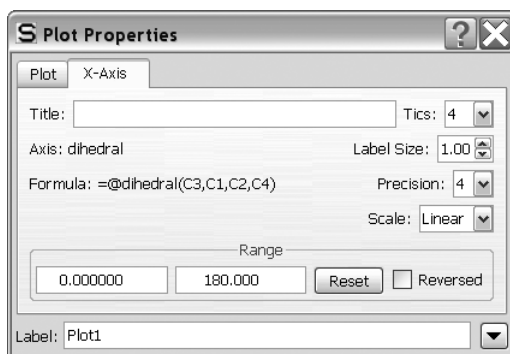 S Plot Properties ?
Plot X-Axis
Title: Tics: 4
Axis: dihedral Label Size: 1.00
Formula: =@dihedral(C3,C1,C2,C4) Precision: 4
Scale: Linear
Range
0.000000 180.000 Reset Reversed
Label: Plot1